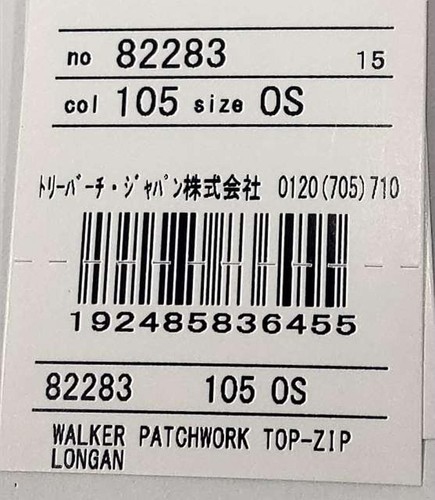 no 82283 15
col 105 size OS
ﾄﾘｰﾊﾞｰﾁ・ｼﾞｬﾊﾟﾝ株式会社 0120(705)710
192485836455
82283 105 OS
WALKER PATCHWORK TOP-ZIP
LONGAN